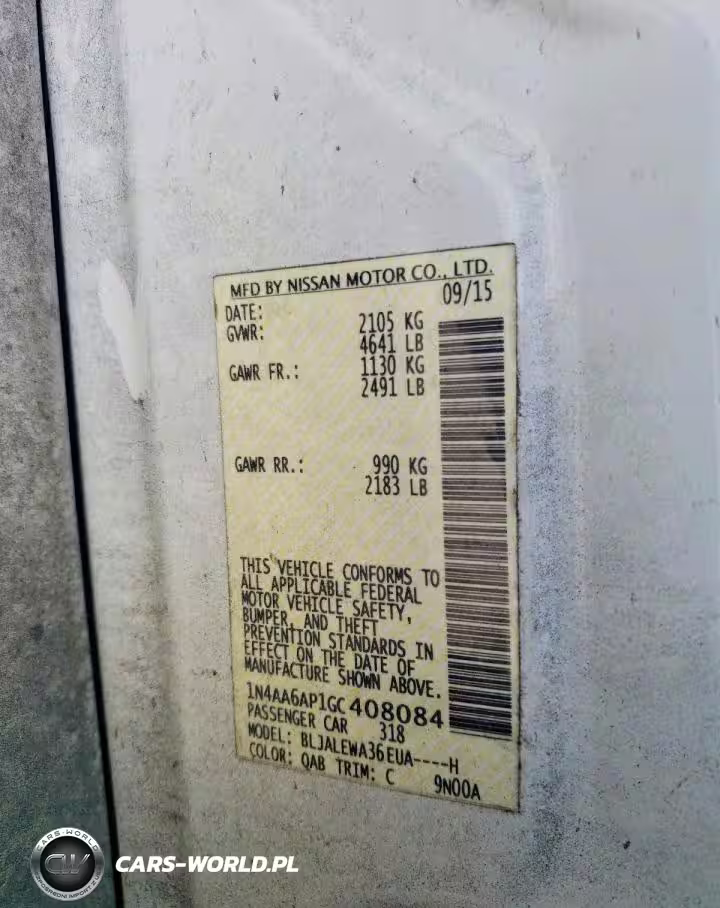 MFD BY NISSAN MOTOR CO., LTD.
DATE: 09/15
GVWR: 2105 KG
4641 LB
GAWR FR.: 1130 KG
2491 LB
GAWR RR.: 990 KG
2183 LB
THIS VEHICLE CONFORMS TO
ALL APPLICABLE FEDERAL
MOTOR VEHICLE SAFETY,
BUMPER, AND THEFT
PREVENTION STANDARDS IN
EFFECT ON THE DATE OF
MANUFACTURE SHOWN ABOVE.
1N4AA6AP1GC408084
PASSENGER CAR 318
MODEL: BLJALEWA36EUA----H
COLOR: QAB TRIM: C 9N00A
CARS-WORLD
CW
CARS-WORLD.PL